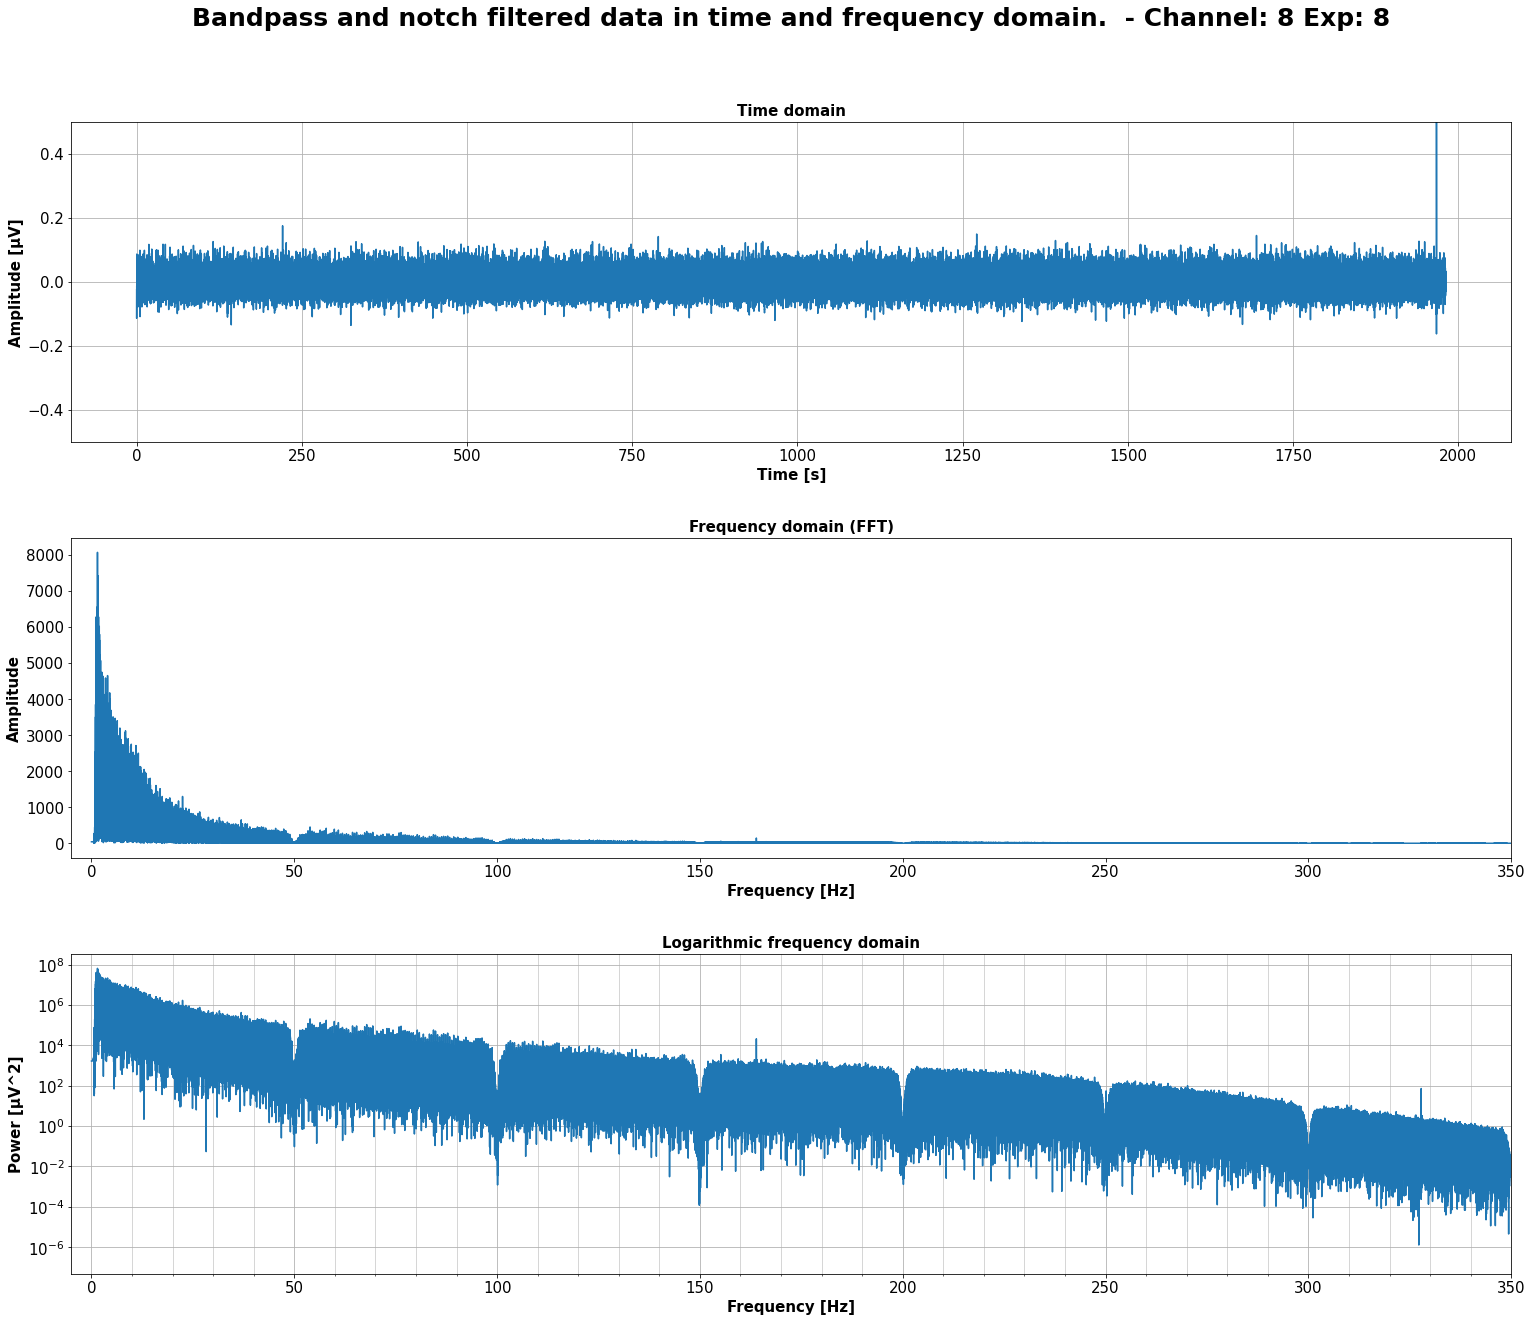 Bandpass and notch filtered data in time and frequency domain.  - Channel: 8 Exp: 8
Time domain
Amplitude [µV]
0.4
0.2
0.0
−0.2
−0.4
0 250 500 750 1000 1250 1500 1750 2000
Time [s]
Frequency domain (FFT)
Amplitude
8000
7000
6000
5000
4000
3000
2000
1000
0
0 50 100 150 200 250 300 350
Frequency [Hz]
Logarithmic frequency domain
Power [µV^2]
10^8
10^6
10^4
10^2
10^0
10^−2
10^−4
10^−6
0 50 100 150 200 250 300 350
Frequency [Hz]